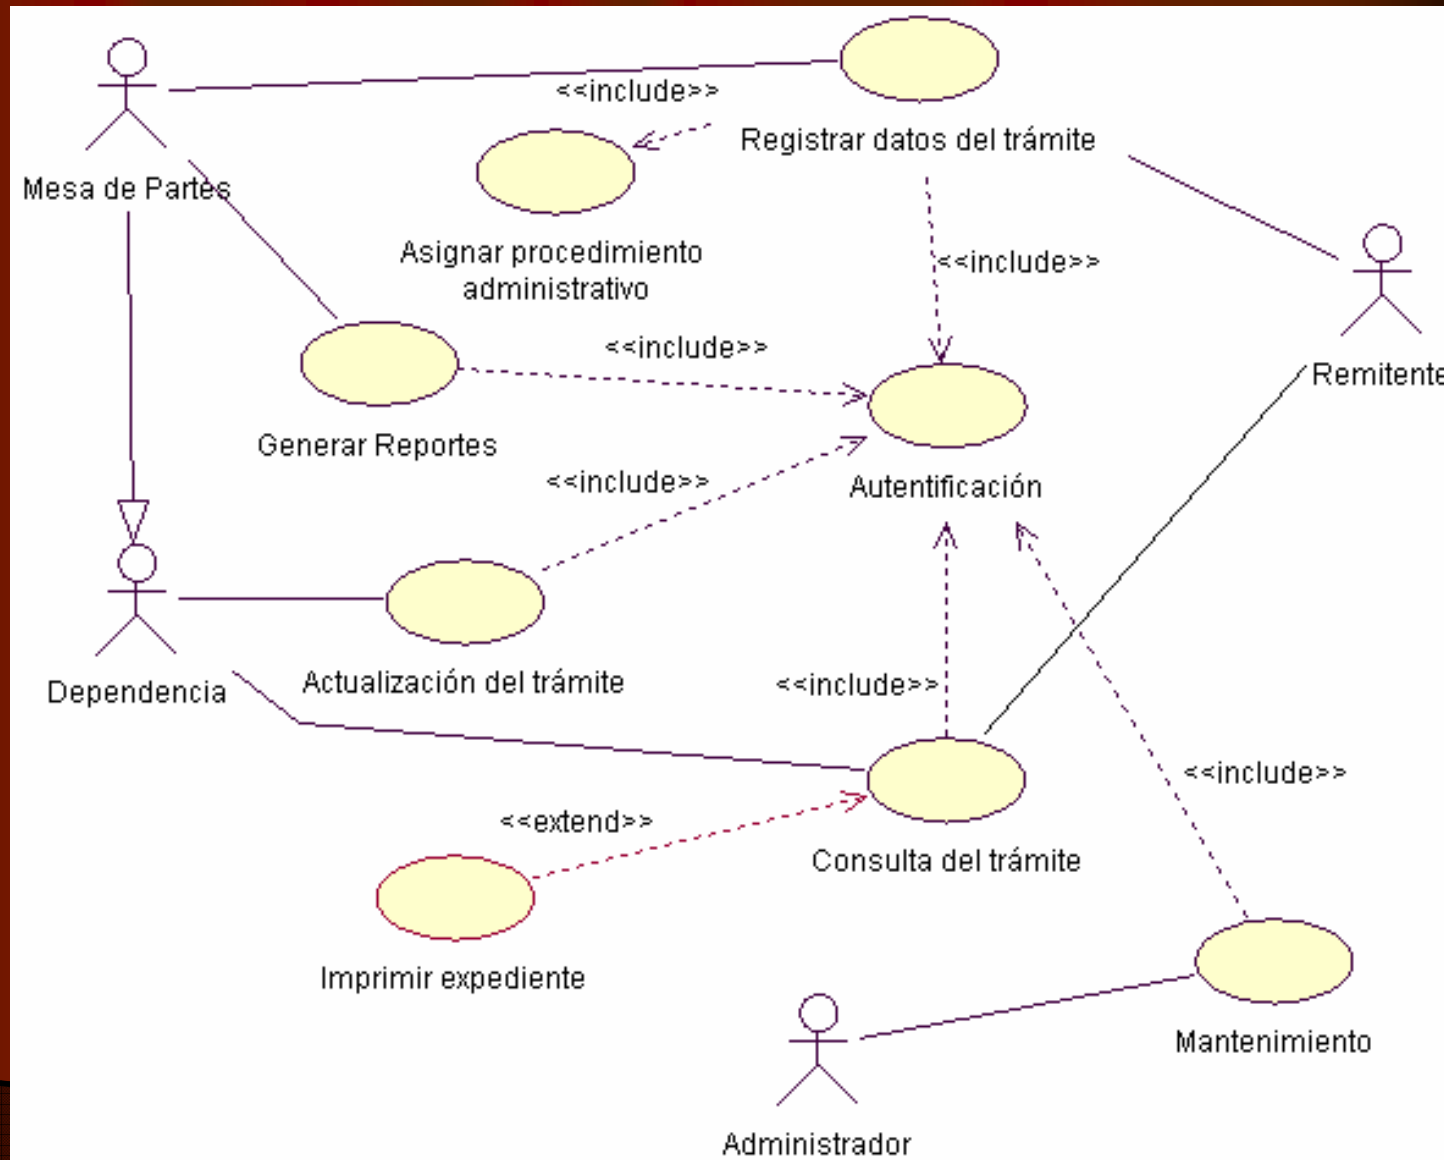 <<include>>
Registrar datos del trámite
Mesa de Partes
Asignar procedimiento
administrativo
<<include>>
<<include>>
Remitente
Generar Reportes
<<include>>
Autentificación
Actualización del trámite
Dependencia
<<include>>
<<include>>
<<extend>>
Consulta del trámite
Imprimir expediente
Mantenimiento
Administrador